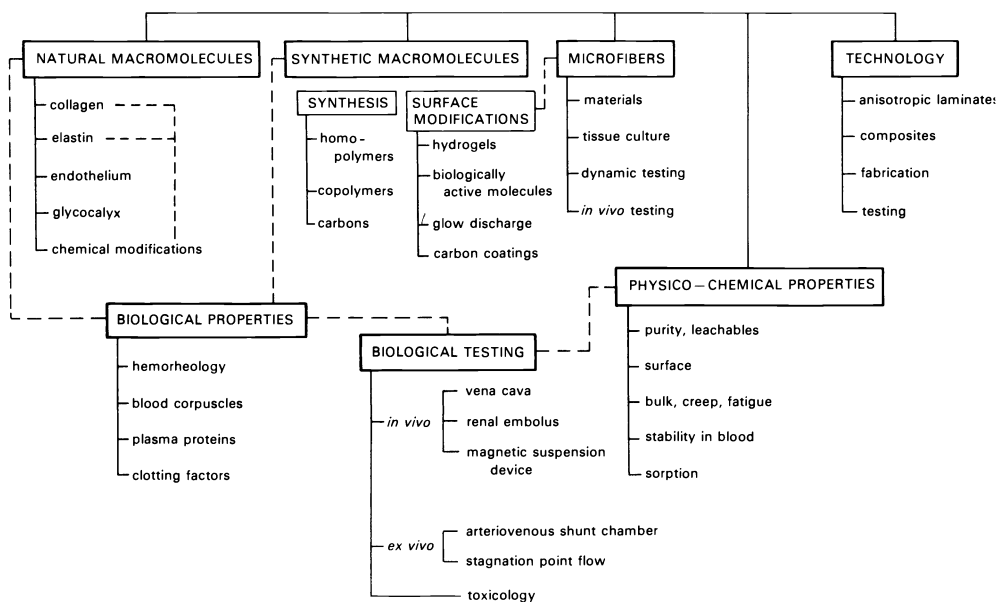 NATURAL MACROMOLECULES
collagen
elastin
endothelium
glycocalyx
chemical modifications
SYNTHETIC MACROMOLECULES
SYNTHESIS
homo-
polymers
copolymers
carbons
SURFACE
MODIFICATIONS
hydrogels
biologically
active molecules
glow discharge
carbon coatings
MICROFIBERS
materials
tissue culture
dynamic testing
in vivo testing
TECHNOLOGY
anisotropic laminates
composites
fabrication
testing
BIOLOGICAL PROPERTIES
hemorheology
blood corpuscles
plasma proteins
clotting factors
BIOLOGICAL TESTING
in vivo
vena cava
renal embolus
magnetic suspension
device
ex vivo
arteriovenous shunt chamber
stagnation point flow
toxicology
PHYSICO-CHEMICAL PROPERTIES
purity, leachables
surface
bulk, creep, fatigue
stability in blood
sorption